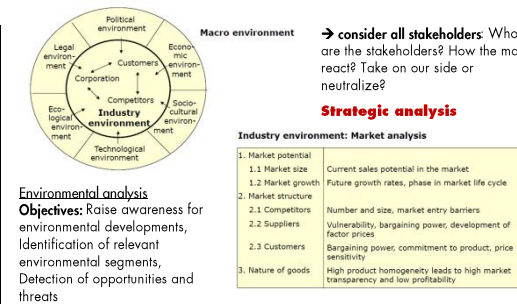 Political
environment
Macro environment
Legal
environ-
ment
Econo-
mic
environ-
ment
Customers
Corporation
Competitors
Industry
environment
Eco-
logical
environ-
ment
Socio-
cultural
environ-
ment
Technological
environment
Environmental analysis
Objectives: Raise awareness for
environmental developments,
Identification of relevant
environmental segments,
Detection of opportunities and
threats
→ consider all stakeholders: Who
are the stakeholders? How the
react? Take on our side or
neutralize?
Strategic analysis
Industry environment: Market analysis
1. Market potential
1.1 Market size Current sales potential in the market
1.2 Market growth Future growth rates, phase in market life cycle
2. Market structure
2.1 Competitors Number and size, market entry barriers
2.2 Suppliers Vulnerability, bargaining power, development of
factor prices
2.3 Customers Bargaining power, commitment to product, price
sensitivity
3. Nature of goods High product homogeneity leads to high market
transparency and low profitability